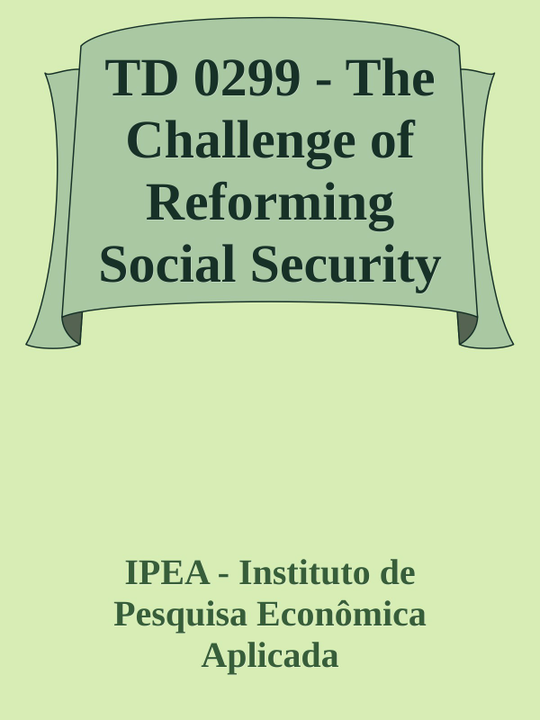 TD 0299 - The
Challenge of
Reforming
Social Security
IPEA - Instituto de
Pesquisa Econômica
Aplicada